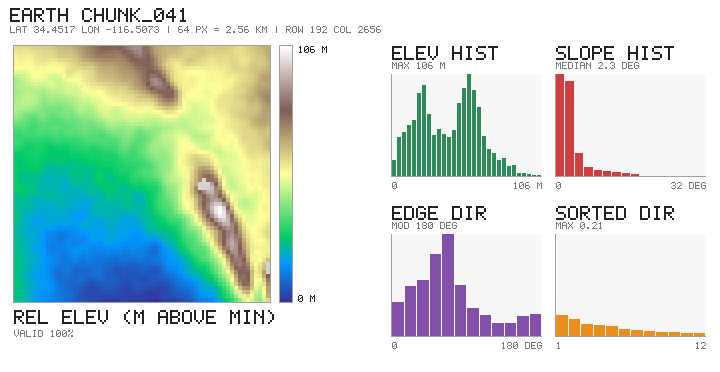 EARTH CHUNK_041
LAT 34.4517 LON -116.5073 | 64 PX = 2.56 KM | ROW 192 COL 2656
106 M
0 M
REL ELEV (M ABOVE MIN)
VALID 100%
ELEV HIST
MAX 106 M
0 106 M
SLOPE HIST
MEDIAN 2.3 DEG
0 32 DEG
EDGE DIR
MOD 180 DEG
0 180 DEG
SORTED DIR
MAX 0.21
1 12